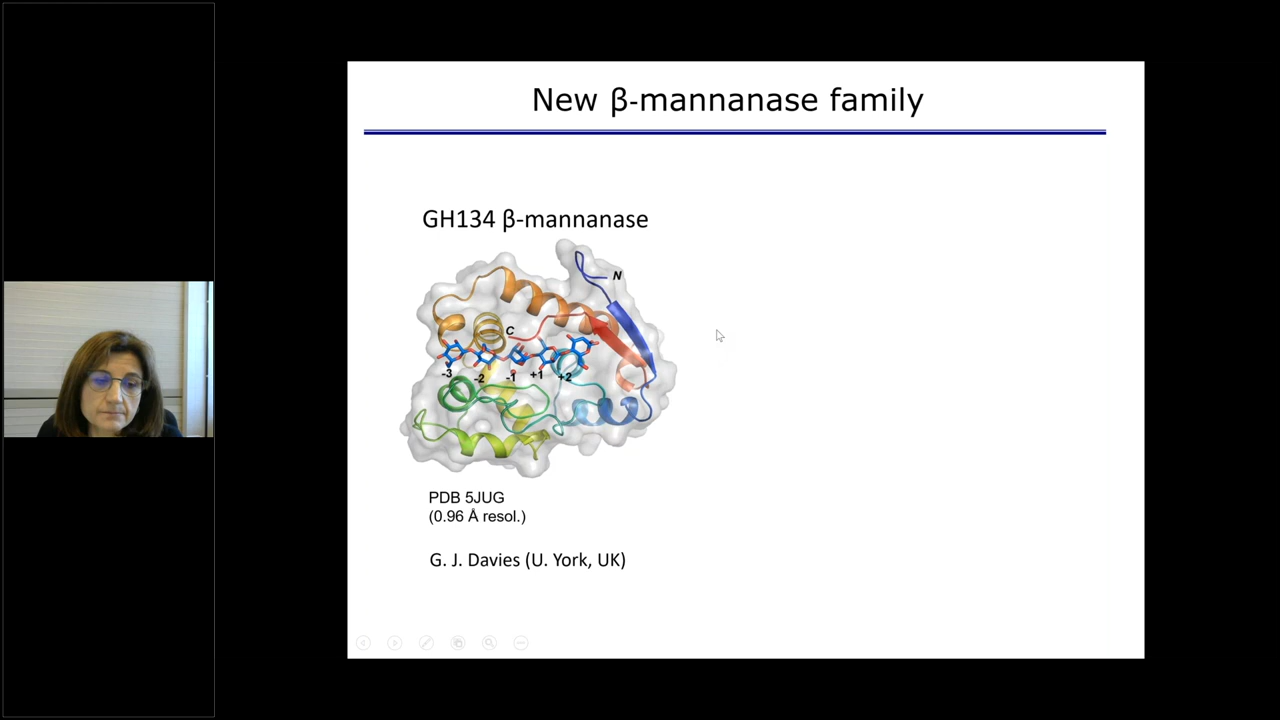 New β-mannanase family
GH134 β-mannanase
N
C
-3 -2 -1 +1 +2
PDB 5JUG
(0.96 Å resol.)
G. J. Davies (U. York, UK)